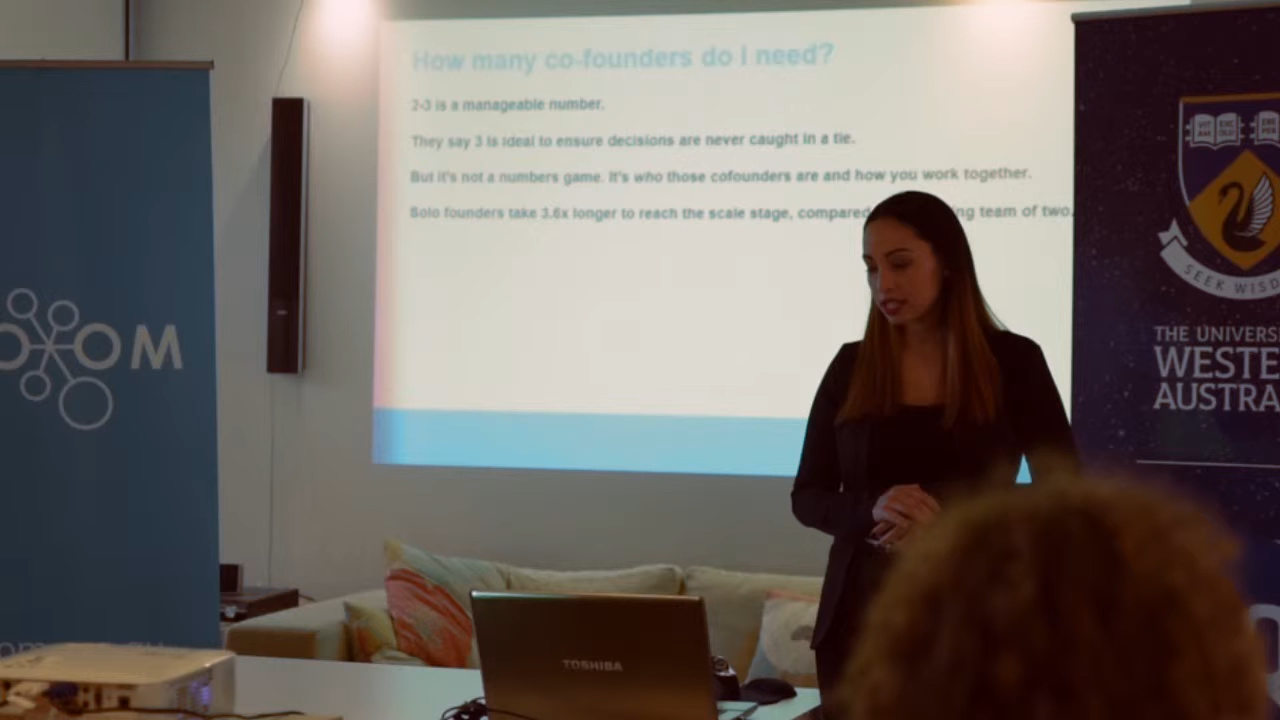 How many co-founders do I need?
2-3 is a manageable number.
They say 3 is ideal to ensure decisions are never caught in a tie.
But it's not a numbers game. It's who those cofounders are and how you work together.
Solo founders take 3.6x longer to reach the scale stage, compared ng team of two.
OOM
SEEK WISD
THE UNIVERS
WESTE
AUSTRA
TOSHIBA